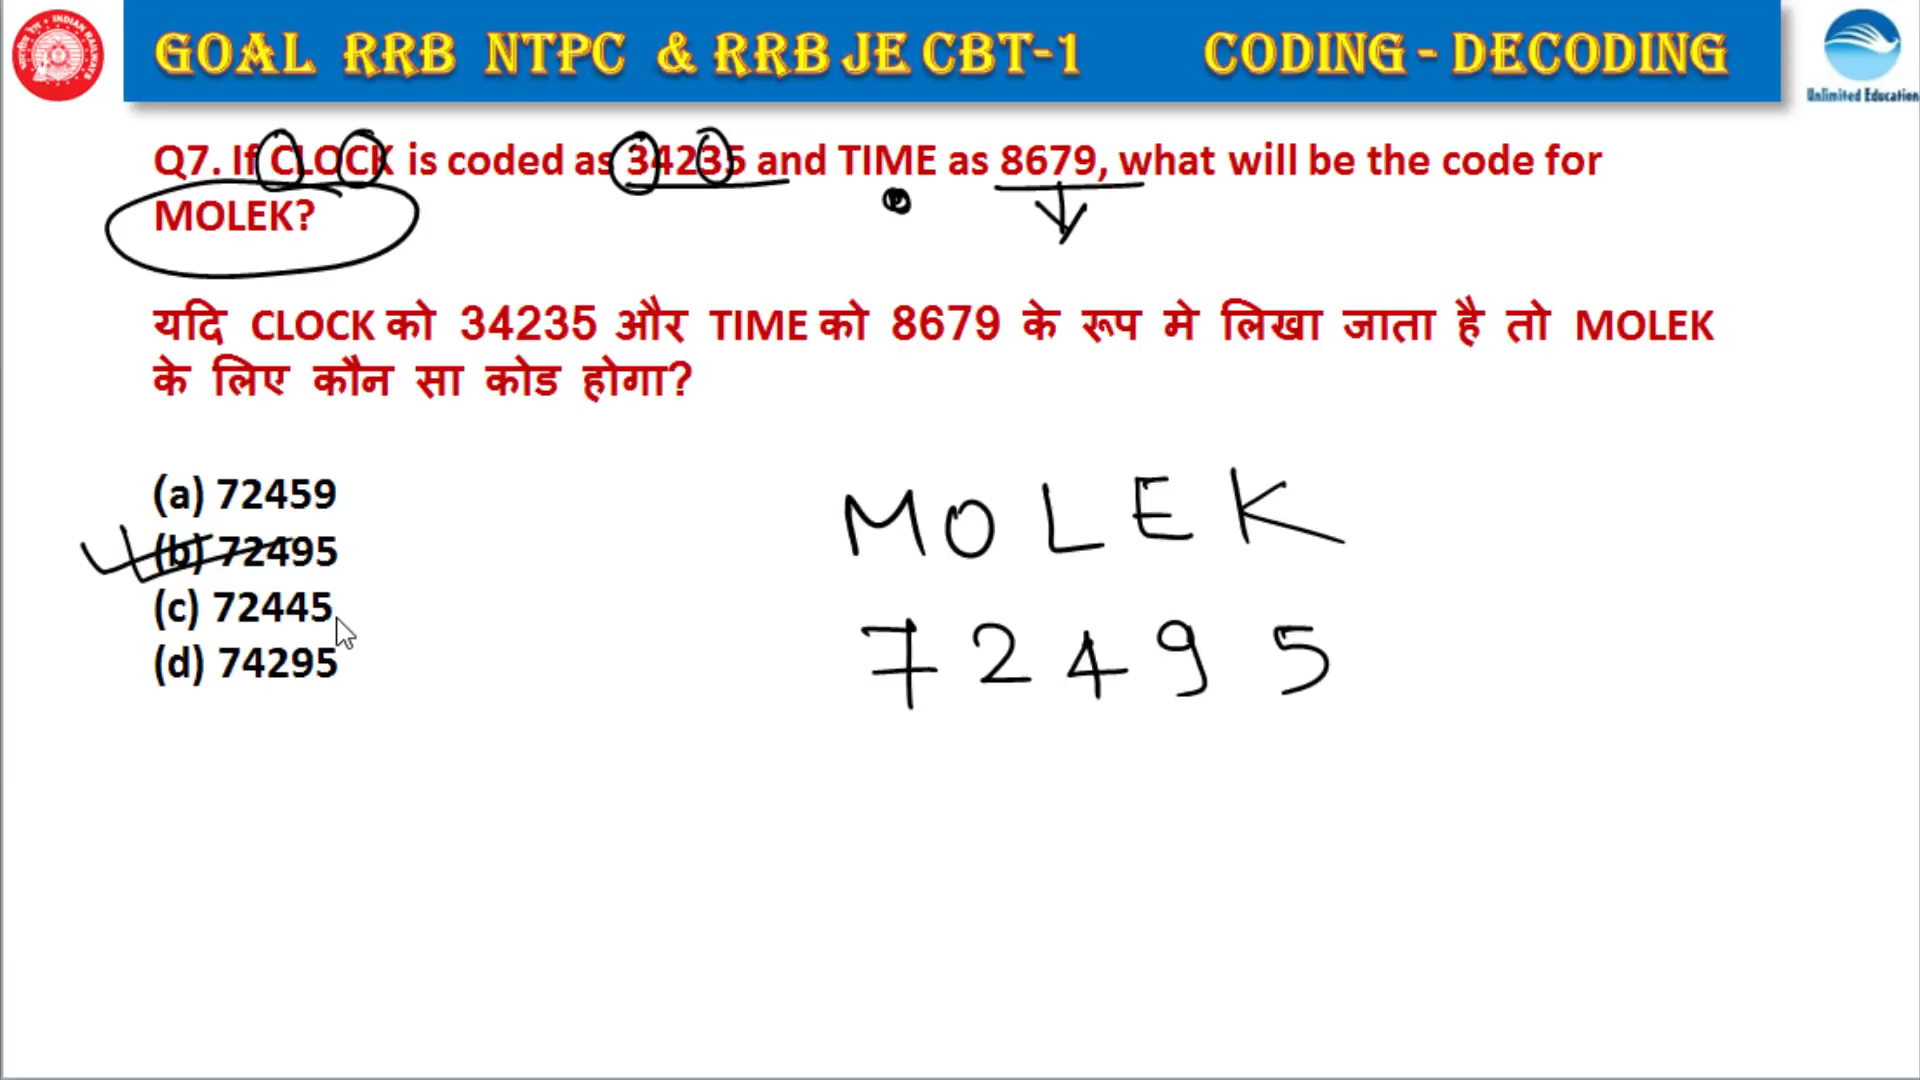 GOAL RRB NTPC & RRB JE CBT-1 CODING - DECODING
Unlimited Education
Q7. If CLOCK is coded as 34235 and TIME as 8679, what will be the code for
MOLEK?
यदि CLOCK को 34235 और TIME को 8679 के रूप मे लिखा जाता है तो MOLEK
के लिए कौन सा कोड होगा?
(a) 72459
(b) 72495
(c) 72445
(d) 74295
MOLEK
72495